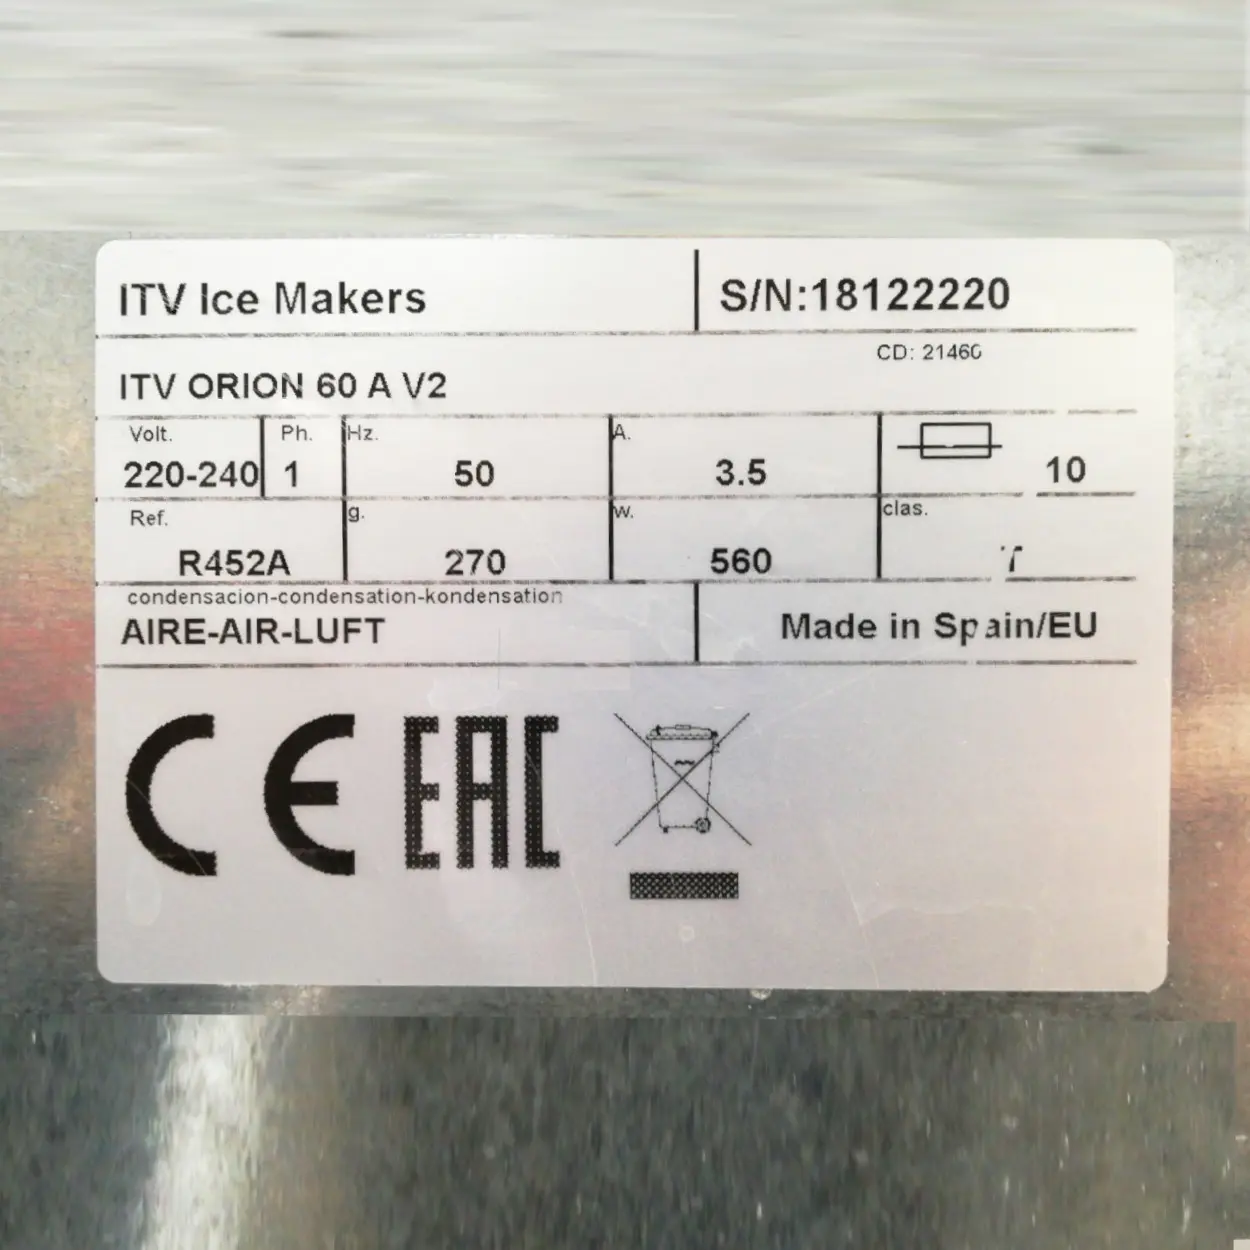 ITV Ice Makers
S/N:18122220
CD: 21460
ITV ORION 60 A V2
Volt. Ph. Hz. A.
220-240 1 50 3.5 10
Ref. g. w. clas.
R452A 270 560 T
condensacion-condensation-kondensation
AIRE-AIR-LUFT
Made in Spain/EU
CE EAC